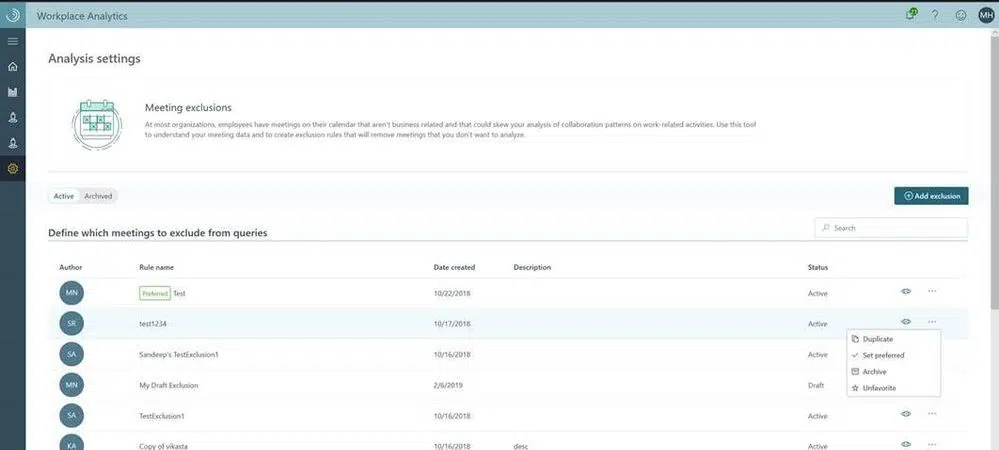 Workplace Analytics
21
?
MH
Analysis settings
Meeting exclusions
At most organizations, employees have meetings on their calendar that aren't business related and that could skew your analysis of collaboration patterns on work-related activities. Use this tool
to understand your meeting data and to create exclusion rules that will remove meetings that you don't want to analyze.
Active Archived
Add exclusion
Define which meetings to exclude from queries
Search
Author Rule name Date created Description Status
MN Preferred Test 10/22/2018 Active ...
SR test1234 10/17/2018 Active ...
Duplicate
SA Sandeep's TestExclusion1 10/16/2018 Active
Set preferred
Archive
MN My Draft Exclusion 2/6/2019 Draft
Unfavorite
SA TestExclusion1 10/16/2018 Active ...
KA Copy of vikasta 10/16/2018 desc Active ...